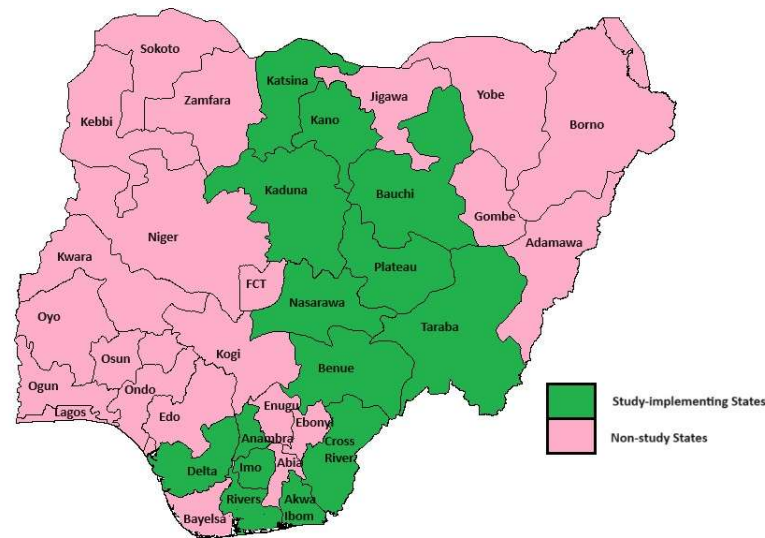 Sokoto
Katsina
Zamfara
Jigawa
Yobe
Kebbi
Kano
Borno
Kaduna
Bauchi
Gombe
Niger
Adamawa
Kwara
Plateau
FCT
Nasarawa
Oyo
Taraba
Kogi
Osun
Benue
Ogun
Ondo
Lagos
Edo
Enugu
Ebonyi
Anambra
Cross
River
Delta
Imo
Abia
Rivers
Akwa
Ibom
Bayelsa
Study-implementing States
Non-study States